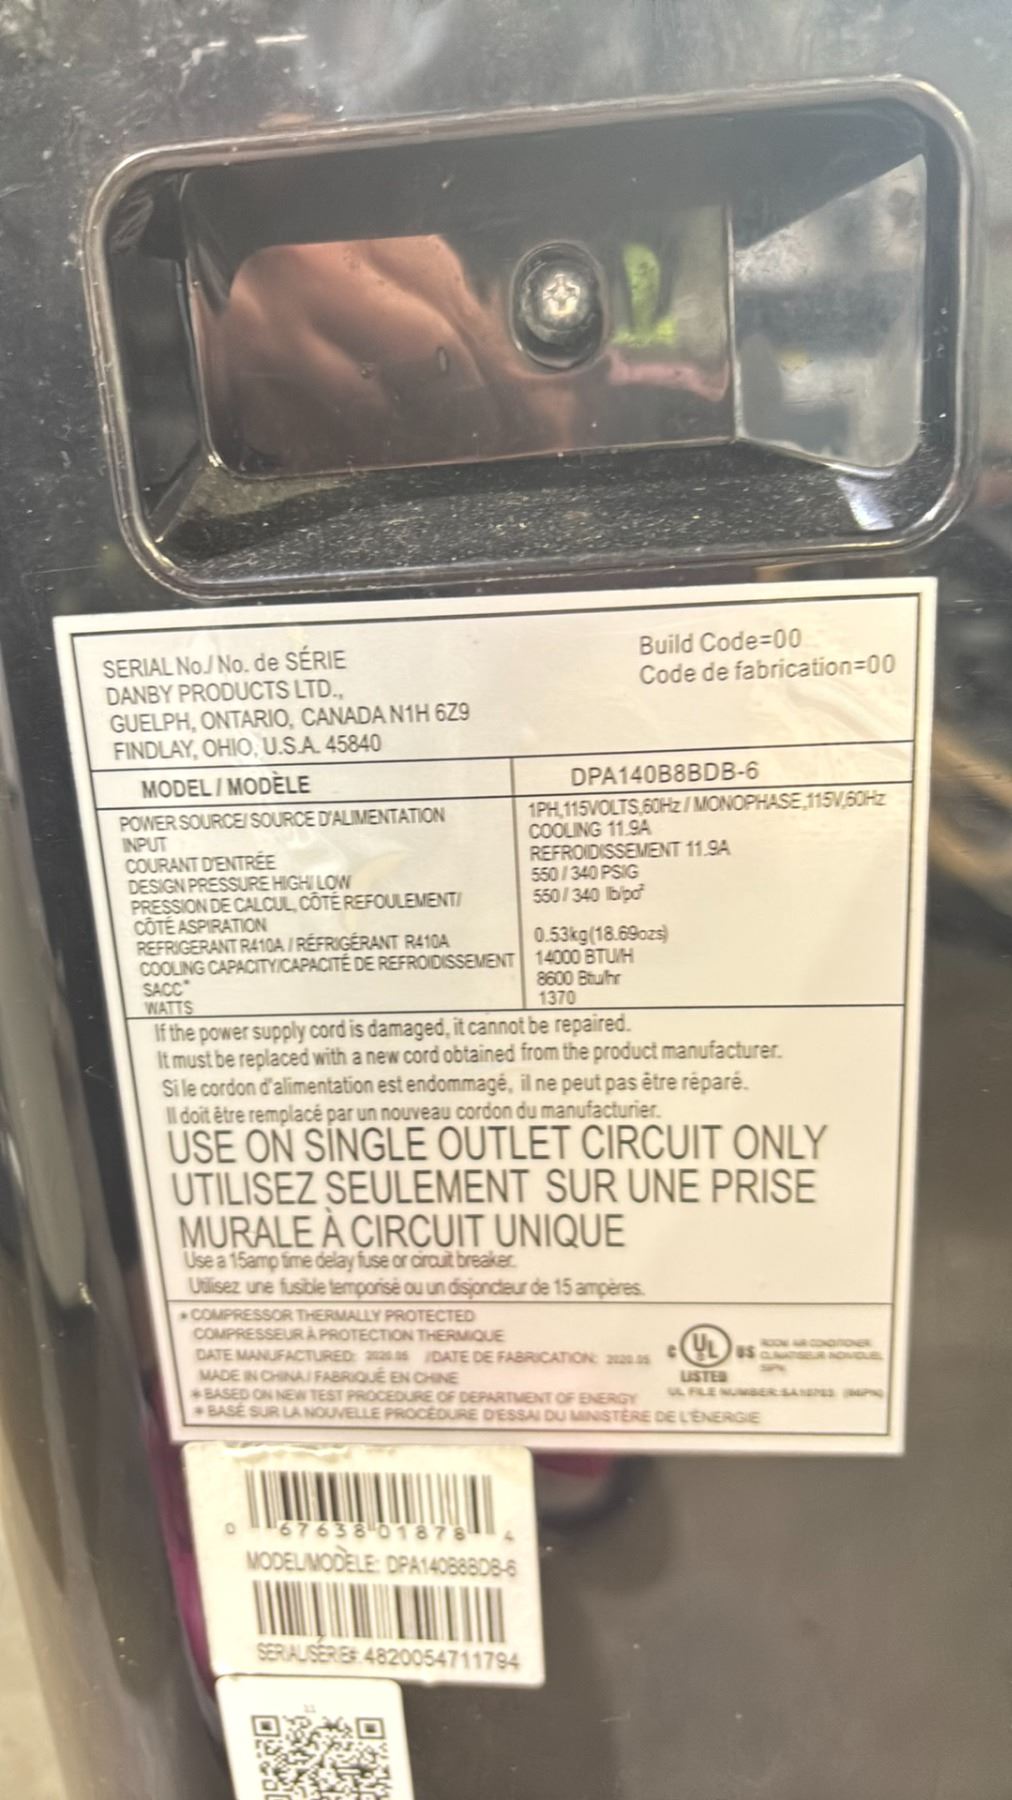 SERIAL No./ No. de SÉRIE
DANBY PRODUCTS LTD.,
GUELPH, ONTARIO, CANADA N1H 6Z9
FINDLAY, OHIO, U.S.A. 45840
Build Code=00
Code de fabrication=00
MODEL / MODÈLE DPA140B8BDB-6
POWER SOURCE/ SOURCE D'ALIMENTATION 1PH,115VOLTS,60Hz / MONOPHASE,115V,60Hz
INPUT COOLING 11.9A
COURANT D'ENTRÉE REFROIDISSEMENT 11.9A
DESIGN PRESSURE HIGH/ LOW 550 / 340 PSIG
PRESSION DE CALCUL, CÔTÉ REFOULEMENT/ 550 / 340 lb/po²
CÔTÉ ASPIRATION
REFRIGERANT R410A / RÉFRIGÉRANT R410A 0.53kg(18.69ozs)
COOLING CAPACITY/CAPACITÉ DE REFROIDISSEMENT 14000 BTU/H
SACC* 8600 Btu/hr
WATTS 1370
If the power supply cord is damaged, it cannot be repaired.
It must be replaced with a new cord obtained from the product manufacturer.
Si le cordon d'alimentation est endommagé, il ne peut pas être réparé.
Il doit être remplacé par un nouveau cordon du manufacturier.
USE ON SINGLE OUTLET CIRCUIT ONLY
UTILISEZ SEULEMENT SUR UNE PRISE
MURALE À CIRCUIT UNIQUE
Use a 15amp time delay fuse or circuit breaker.
Utilisez une fusible temporisé ou un disjoncteur de 15 ampères.
* COMPRESSOR THERMALLY PROTECTED
COMPRESSEUR À PROTECTION THERMIQUE
DATE MANUFACTURED: 2020.05 /DATE DE FABRICATION: 2020.05
MADE IN CHINA / FABRIQUÉ EN CHINE
* BASED ON NEW TEST PROCEDURE OF DEPARTMENT OF ENERGY
* BASÉ SUR LA NOUVELLE PROCÉDURE D'ESSAI DU MINISTÈRE DE L'ÉNERGIE
C UL US
LISTED
ROOM AIR CONDITIONER
CLIMATISEUR INDIVIDUEL
UL FILE NUMBER:
0 67638 01878 4
MODEL/MODÈLE: DPA140B8BDB-6
SERIAL/SÉRIE#: 4820054711794
11